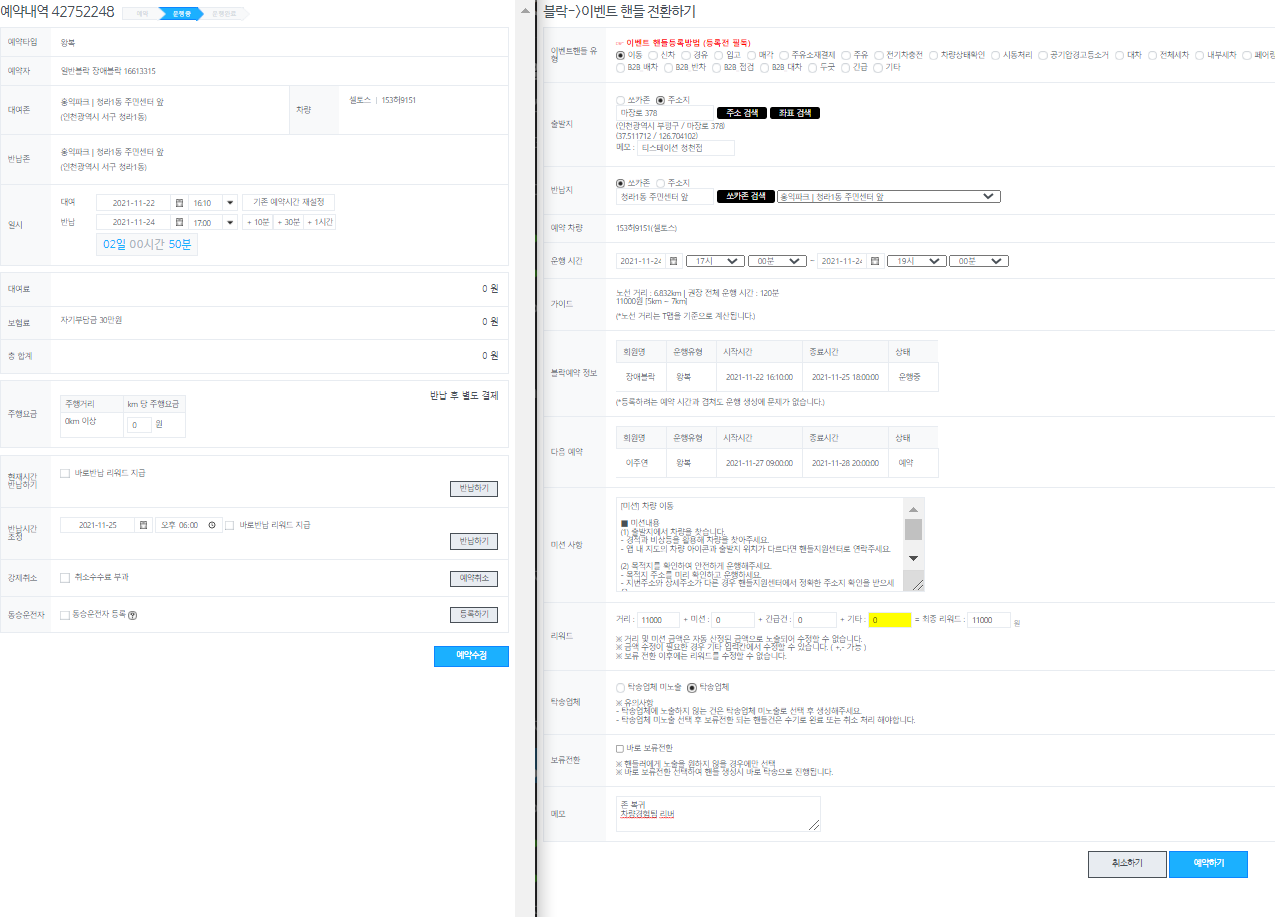 예약내역 42752248
예약 운행중 운행완료
예약타입 왕복
예약자 일반블락 장애블락 16613315
대여존 홍익파크 | 청라1동 주민센터 앞
(인천광역시 서구 청라1동)
차량 셀토스 | 153허9151
반납존 홍익파크 | 청라1동 주민센터 앞
(인천광역시 서구 청라1동)
일시
대여 2021-11-22 16:10 기존 예약시간 재설정
반납 2021-11-24 17:00 + 10분 + 30분 + 1시간
02일 00시간 50분
대여료 0 원
보험료 자기부담금 30만원 0 원
총 합계 0 원
주행요금 반납 후 별도 결제
주행거리 km 당 주행요금
0km 이상 0 원
현재시간
반납하기
바로반납 리워드 지급
반납하기
반납시간
조정
2021-11-25 오후 06:00 바로반납 리워드 지급
반납하기
강제취소 취소수수료 부과 예약취소
동승운전자 동승운전자 등록 등록하기
예약수정
블락->이벤트 핸들 전환하기
이벤트핸들 유
형
☞ 이벤트 핸들등록방법 (등록전 필독)
이동 신차 경유 입고 매각 주유소재결제 주유 전기차충전 차량상태확인 시동처리 공기압경고등소거 대차 전체세차 내부세차 페어링
B2B 배차 B2B 반차 B2B 점검 B2B 대차 두굿 긴급 기타
출발지
쏘카존 주소지
마장로 378 주소 검색 좌표 검색
(인천광역시 부평구 / 마장로 378)
(37.511712 / 126.704102)
메모 : 티스테이션 청천점
반납지
쏘카존 주소지
청라1동 주민센터 앞 쏘카존 검색 홍익파크 | 청라1동 주민센터 앞
예약 차량 153허9151(셀토스)
운행 시간 2021-11-24 17시 00분 ~ 2021-11-24 19시 00분
가이드
노선 거리 : 6.832km | 권장 전체 운행 시간 : 120분
11000원 [5km ~ 7km]
(*노선 거리는 T맵을 기준으로 계산됩니다.)
블락예약 정보
회원명 운행유형 시작시간 종료시간 상태
장애블락 왕복 2021-11-22 16:10:00 2021-11-25 18:00:00 운행중
(*등록하려는 예약 시간과 겹쳐도 운행 생성에 문제가 없습니다.)
다음 예약
회원명 운행유형 시작시간 종료시간 상태
이주연 왕복 2021-11-27 09:00:00 2021-11-28 20:00:00 예약
미션 사항
[미션] 차량 이동
■ 미션내용
(1) 출발지에서 차량을 찾습니다.
- 경적과 비상등을 활용해 차량을 찾아주세요.
- 앱 내 지도의 차량 아이콘과 출발지 위치가 다르다면 핸들지원센터로 연락주세요.
(2) 목적지를 확인하여 안전하게 운행해주세요.
- 목적지 주소를 미리 확인하고 운행하세요.
- 지번주소와 상세주소가 다른 경우 핸들지원센터에서 정확한 주소지 확인을 받으세
리워드
거리 : 11000 + 미션 : 0 + 긴급건 : 0 + 기타 : 0 = 최종 리워드 : 11000 원
※ 거리 및 미션 금액은 자동 산정된 금액으로 노출되어 수정할 수 없습니다.
※ 금액 수정이 필요한 경우 기타 입력칸에서 수정할 수 있습니다. ( +,- 가능 )
※ 보류 전환 이후에는 리워드를 수정할 수 없습니다.
탁송업체
탁송업체 미노출 탁송업체
※ 유의사항
- 탁송업체에 노출하지 않는 건은 탁송업체 미노출로 선택 후 생성해주세요.
- 탁송업체 미노출 선택 후 보류전환 되는 핸들건은 수기로 완료 또는 취소 처리 해야합니다.
보류전환
바로 보류전환
※ 핸들러에게 노출을 원하지 않을 경우에만 선택
※ 바로 보류전환 선택하여 핸들 생성시 바로 탁송으로 진행됩니다.
메모
존 복귀
차량경험팀 리버
취소하기 예약하기